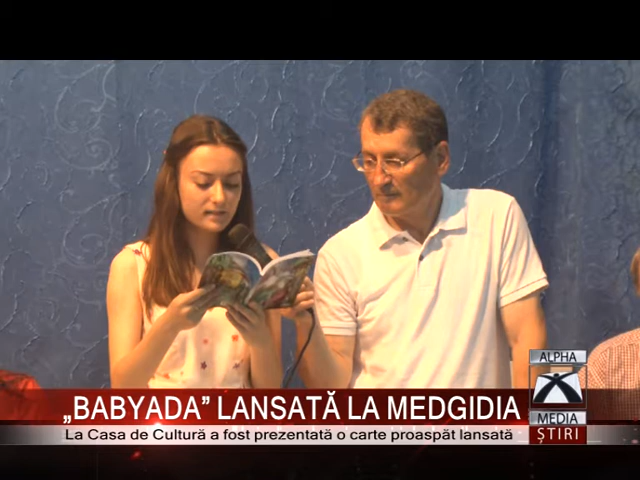 „BABYADA” LANSATĂ LA MEDGIDIA
La Casa de Cultură a fost prezentată o carte proaspăt lansată
ALPHA
MEDIA
ȘTIRI